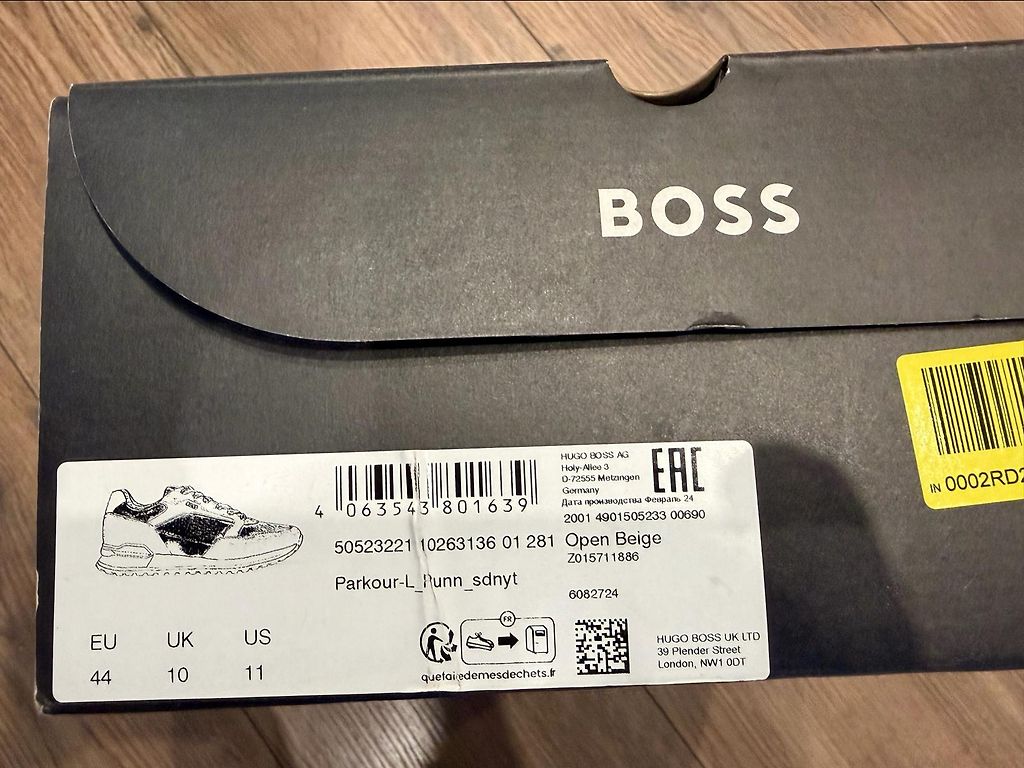 BOSS
IN 0002RD2
4 063543 801639
50523221 10263136 01 281
Parkour-L_Runn_sdnyt
EU UK US
44 10 11
FR
quefairedemesdechets.fr
HUGO BOSS AG
Holy-Allee 3
D-72555 Metzingen
Germany
Дата производства Февраль 24
EAC
2001 4901505233 00690
Open Beige
Z015711886
6082724
HUGO BOSS UK LTD
39 Plender Street
London, NW1 0DT